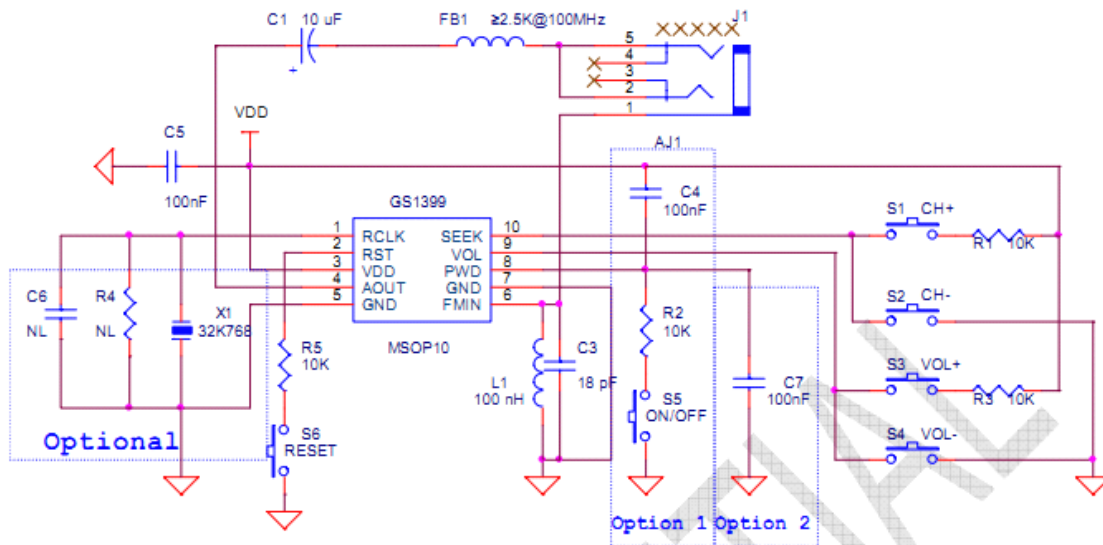 C1 10 uF FB1 ≥2.5K@100MHz J1
5
4
3
2
1
VDD
C5
100nF
AJ1
C4
100nF
GS1399
1 RCLK SEEK 10
2 RST VOL 9
3 VDD PWD 8
4 AOUT GND 7
5 GND FMIN 6
MSOP10
S1 CH+
R1 10K
S2 CH-
S3 VOL+
R3 10K
S4 VOL-
C6
NL
R4
NL
X1
32K768
R5
10K
S6
RESET
L1
100 nH
C3
18 pF
R2
10K
S5
ON/OFF
C7
100nF
Optional
Option 1 Option 2
TIAL